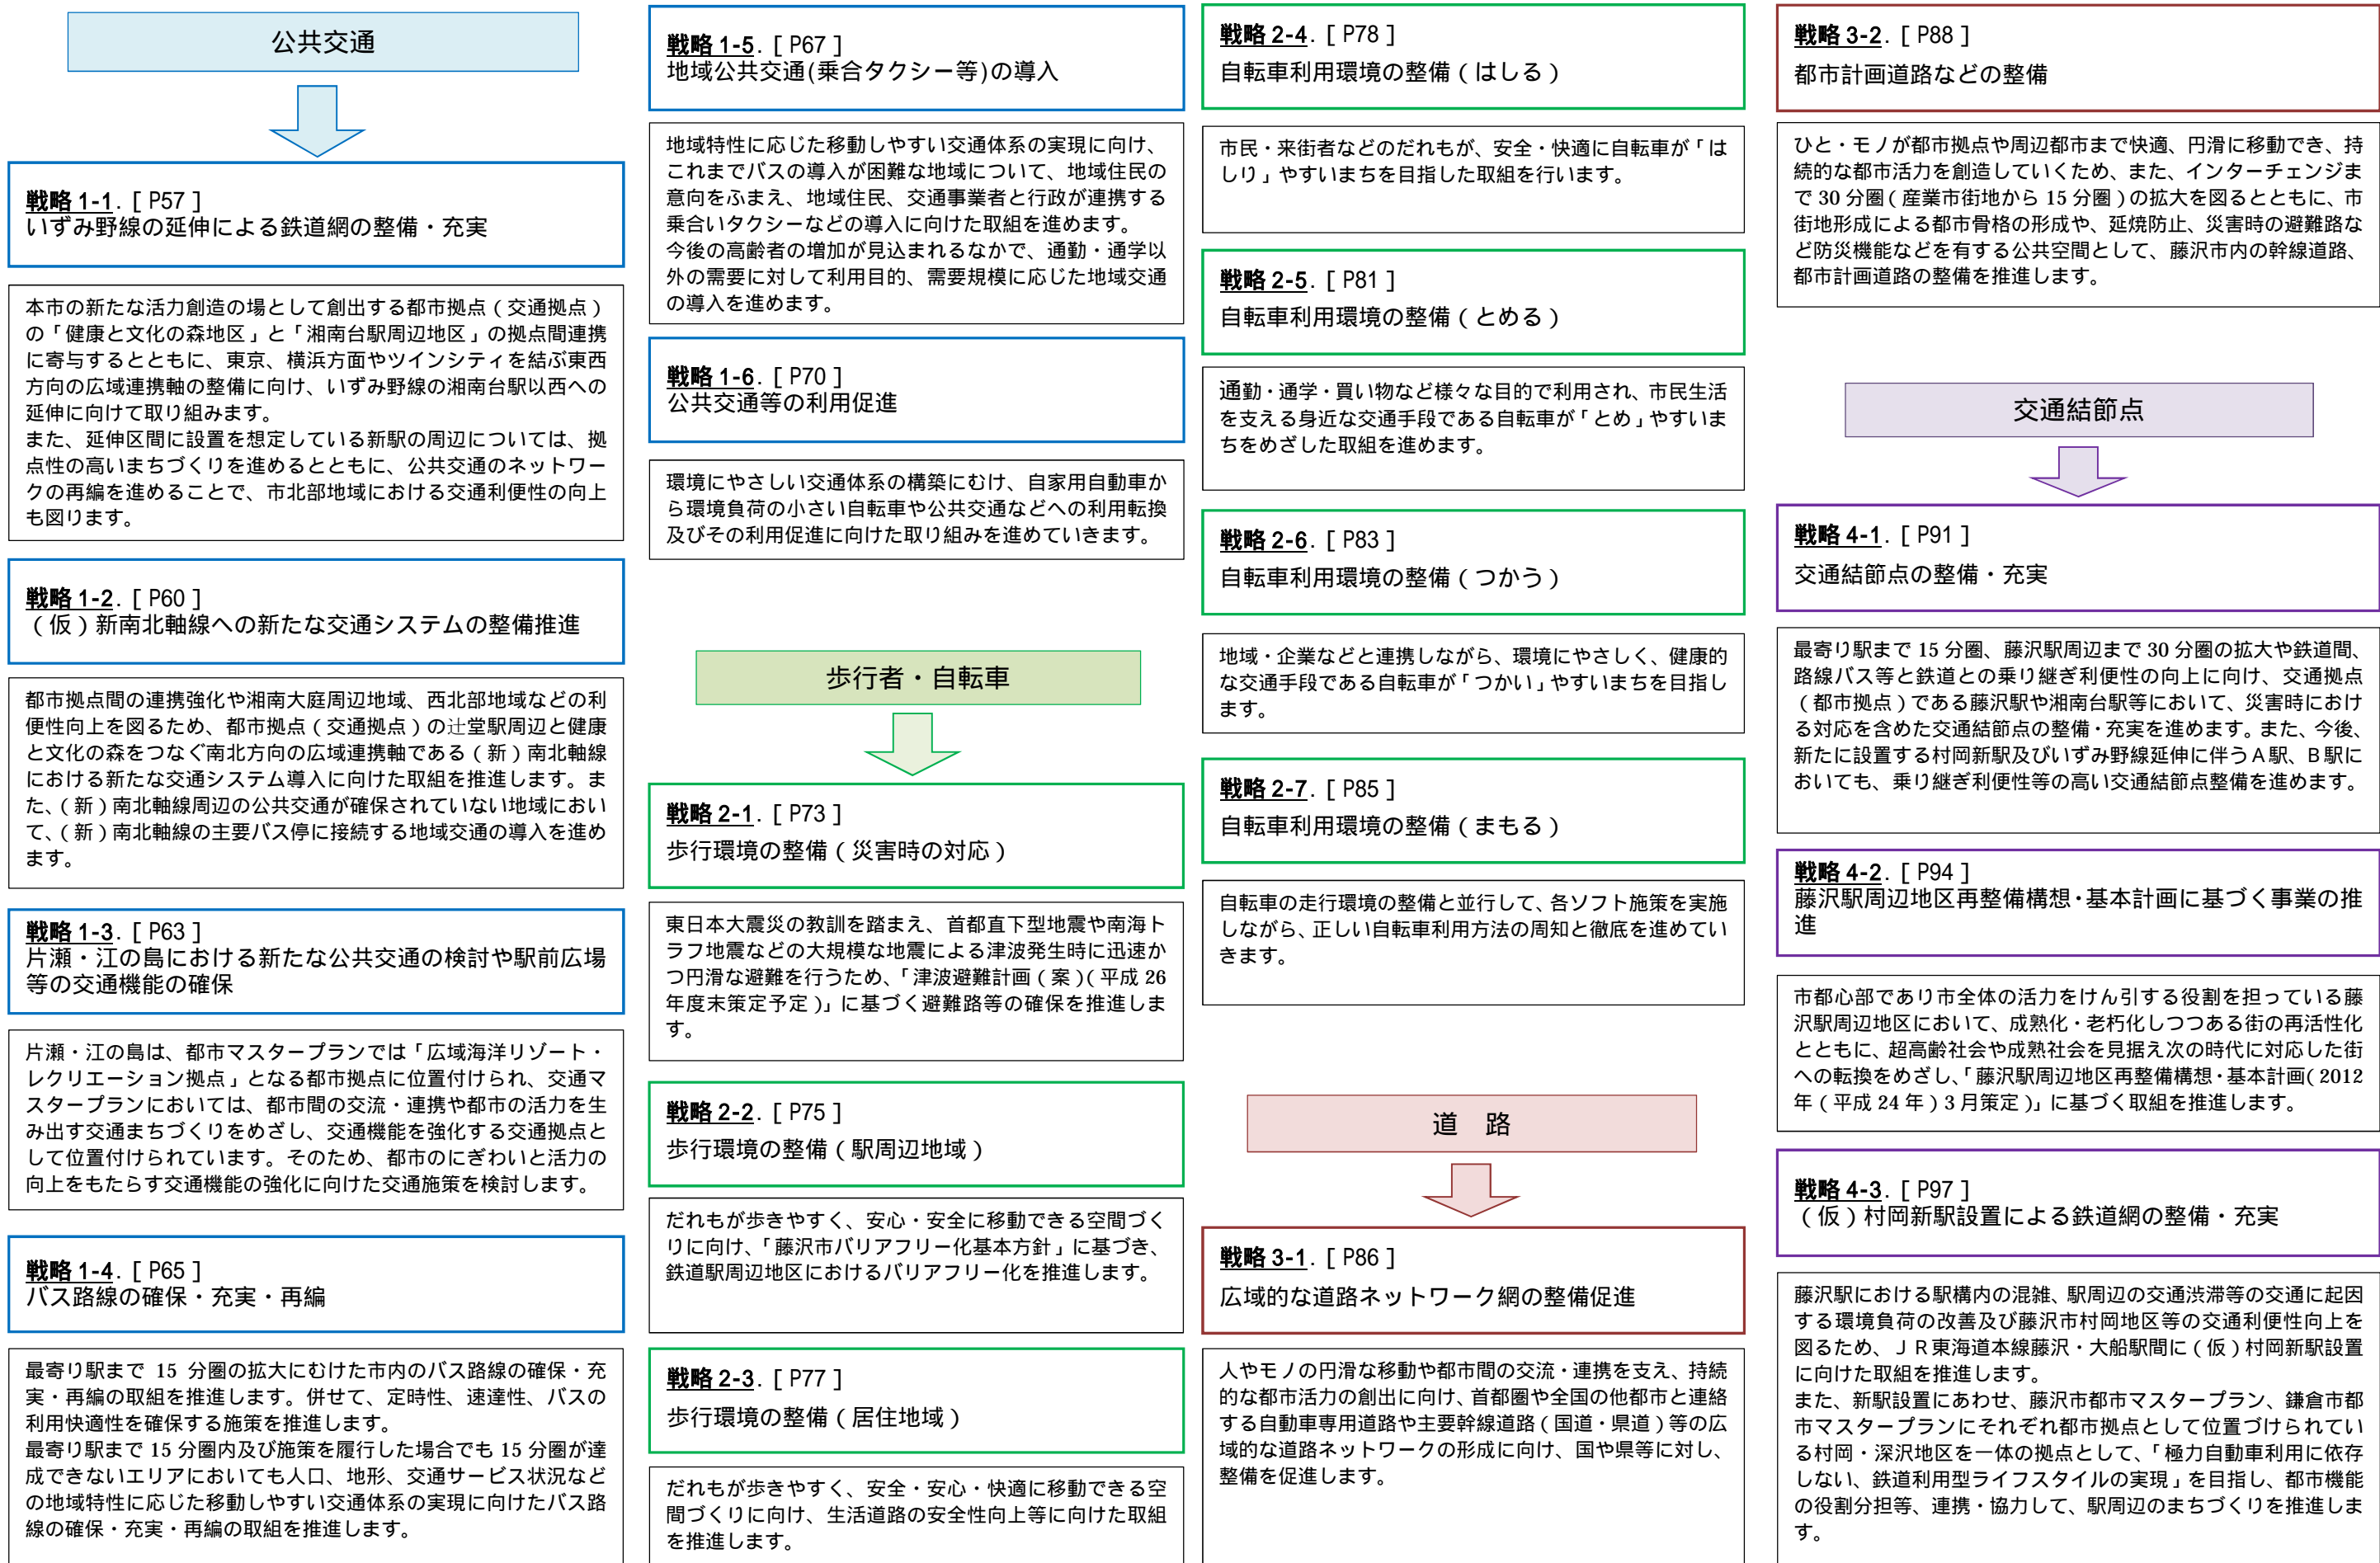 公共交通
戦略 1-1. [ P57 ]
いずみ野線の延伸による鉄道網の整備・充実
本市の新たな活力創造の場として創出する都市拠点（交通拠点）
の「健康と文化の森地区」と「湘南台駅周辺地区」の拠点間連携
に寄与するとともに、東京、横浜方面やツインシティを結ぶ東西
方向の広域連携軸の整備に向け、いずみ野線の湘南台駅以西への
延伸に向けて取り組みます。
また、延伸区間に設置を想定している新駅の周辺については、拠
点性の高いまちづくりを進めるとともに、公共交通のネットワー
クの再編を進めることで、市北部地域における交通利便性の向上
も図ります。
戦略 1-2. [ P60 ]
（仮）新南北軸線への新たな交通システムの整備推進
都市拠点間の連携強化や湘南大庭周辺地域、西北部地域などの利
便性向上を図るため、都市拠点（交通拠点）の辻堂駅周辺と健康
と文化の森をつなぐ南北方向の広域連携軸である（新）南北軸線
における新たな交通システム導入に向けた取組を推進します。ま
た、（新）南北軸線周辺の公共交通が確保されていない地域におい
て、（新）南北軸線の主要バス停に接続する地域交通の導入を進め
ます。
戦略 1-3. [ P63 ]
片瀬・江の島における新たな公共交通の検討や駅前広場
等の交通機能の確保
片瀬・江の島は、都市マスタープランでは「広域海洋リゾート・
レクリエーション拠点」となる都市拠点に位置付けられ、交通マ
スタープランにおいては、都市間の交流・連携や都市の活力を生
み出す交通まちづくりをめざし、交通機能を強化する交通拠点と
して位置付けられています。そのため、都市のにぎわいと活力の
向上をもたらす交通機能の強化に向けた交通施策を検討します。
戦略 1-4. [ P65 ]
バス路線の確保・充実・再編
最寄り駅まで 15 分圏の拡大にむけた市内のバス路線の確保・充
実・再編の取組を推進します。併せて、定時性、速達性、バスの
利用快適性を確保する施策を推進します。
最寄り駅まで 15 分圏内及び施策を履行した場合でも 15 分圏が達
成できないエリアにおいても人口、地形、交通サービス状況など
の地域特性に応じた移動しやすい交通体系の実現に向けたバス路
線の確保・充実・再編の取組を推進します。
戦略 1-5. [ P67 ]
地域公共交通(乗合タクシー等)の導入
地域特性に応じた移動しやすい交通体系の実現に向け、
これまでバスの導入が困難な地域について、地域住民の
意向をふまえ、地域住民、交通事業者と行政が連携する
乗合いタクシーなどの導入に向けた取組を進めます。
今後の高齢者の増加が見込まれるなかで、通勤・通学以
外の需要に対して利用目的、需要規模に応じた地域交通
の導入を進めます。
戦略 1-6. [ P70 ]
公共交通等の利用促進
環境にやさしい交通体系の構築にむけ、自家用自動車か
ら環境負荷の小さい自転車や公共交通などへの利用転換
及びその利用促進に向けた取り組みを進めていきます。
歩行者・自転車
戦略 2-1. [ P73 ]
歩行環境の整備（災害時の対応）
東日本大震災の教訓を踏まえ、首都直下型地震や南海ト
ラフ地震などの大規模な地震による津波発生時に迅速か
つ円滑な避難を行うため、「津波避難計画（案）（平成 26
年度末策定予定）」に基づく避難路等の確保を推進しま
す。
戦略 2-2. [ P75 ]
歩行環境の整備（駅周辺地域）
だれもが歩きやすく、安心・安全に移動できる空間づく
りに向け、「藤沢市バリアフリー化基本方針」に基づき、
鉄道駅周辺地区におけるバリアフリー化を推進します。
戦略 2-3. [ P77 ]
歩行環境の整備（居住地域）
だれもが歩きやすく、安全・安心・快適に移動できる空
間づくりに向け、生活道路の安全性向上等に向けた取組
を推進します。
戦略 2-4. [ P78 ]
自転車利用環境の整備（はしる）
市民・来街者などのだれもが、安全・快適に自転車が「は
しり」やすいまちを目指した取組を行います。
戦略 2-5. [ P81 ]
自転車利用環境の整備（とめる）
通勤・通学・買い物など様々な目的で利用され、市民生活
を支える身近な交通手段である自転車が「とめ」やすいま
ちをめざした取組を進めます。
戦略 2-6. [ P83 ]
自転車利用環境の整備（つかう）
地域・企業などと連携しながら、環境にやさしく、健康的
な交通手段である自転車が「つかい」やすいまちを目指し
ます。
戦略 2-7. [ P85 ]
自転車利用環境の整備（まもる）
自転車の走行環境の整備と並行して、各ソフト施策を実施
しながら、正しい自転車利用方法の周知と徹底を進めてい
きます。
道　路
戦略 3-1. [ P86 ]
広域的な道路ネットワーク網の整備促進
人やモノの円滑な移動や都市間の交流・連携を支え、持続
的な都市活力の創出に向け、首都圏や全国の他都市と連絡
する自動車専用道路や主要幹線道路（国道・県道）等の広
域的な道路ネットワークの形成に向け、国や県等に対し、
整備を促進します。
戦略 3-2. [ P88 ]
都市計画道路などの整備
ひと・モノが都市拠点や周辺都市まで快適、円滑に移動でき、持
続的な都市活力を創造していくため、また、インターチェンジま
で 30 分圏（産業市街地から 15 分圏）の拡大を図るとともに、市
街地形成による都市骨格の形成や、延焼防止、災害時の避難路な
ど防災機能などを有する公共空間として、藤沢市内の幹線道路、
都市計画道路の整備を推進します。
交通結節点
戦略 4-1. [ P91 ]
交通結節点の整備・充実
最寄り駅まで 15 分圏、藤沢駅周辺まで 30 分圏の拡大や鉄道間、
路線バス等と鉄道との乗り継ぎ利便性の向上に向け、交通拠点
（都市拠点）である藤沢駅や湘南台駅等において、災害時におけ
る対応を含めた交通結節点の整備・充実を進めます。また、今後、
新たに設置する村岡新駅及びいずみ野線延伸に伴うＡ駅、Ｂ駅に
おいても、乗り継ぎ利便性等の高い交通結節点整備を進めます。
戦略 4-2. [ P94 ]
藤沢駅周辺地区再整備構想・基本計画に基づく事業の推
進
市都心部であり市全体の活力をけん引する役割を担っている藤
沢駅周辺地区において、成熟化・老朽化しつつある街の再活性化
とともに、超高齢社会や成熟社会を見据え次の時代に対応した街
への転換をめざし、「藤沢駅周辺地区再整備構想・基本計画（2012
年（平成 24 年）3 月策定）」に基づく取組を推進します。
戦略 4-3. [ P97 ]
（仮）村岡新駅設置による鉄道網の整備・充実
藤沢駅における駅構内の混雑、駅周辺の交通渋滞等の交通に起因
する環境負荷の改善及び藤沢市村岡地区等の交通利便性向上を
図るため、ＪＲ東海道本線藤沢・大船駅間に（仮）村岡新駅設置
に向けた取組を推進します。
また、新駅設置にあわせ、藤沢市都市マスタープラン、鎌倉市都
市マスタープランにそれぞれ都市拠点として位置づけられてい
る村岡・深沢地区を一体の拠点として、「極力自動車利用に依存
しない、鉄道利用型ライフスタイルの実現」を目指し、都市機能
の役割分担等、連携・協力して、駅周辺のまちづくりを推進しま
す。